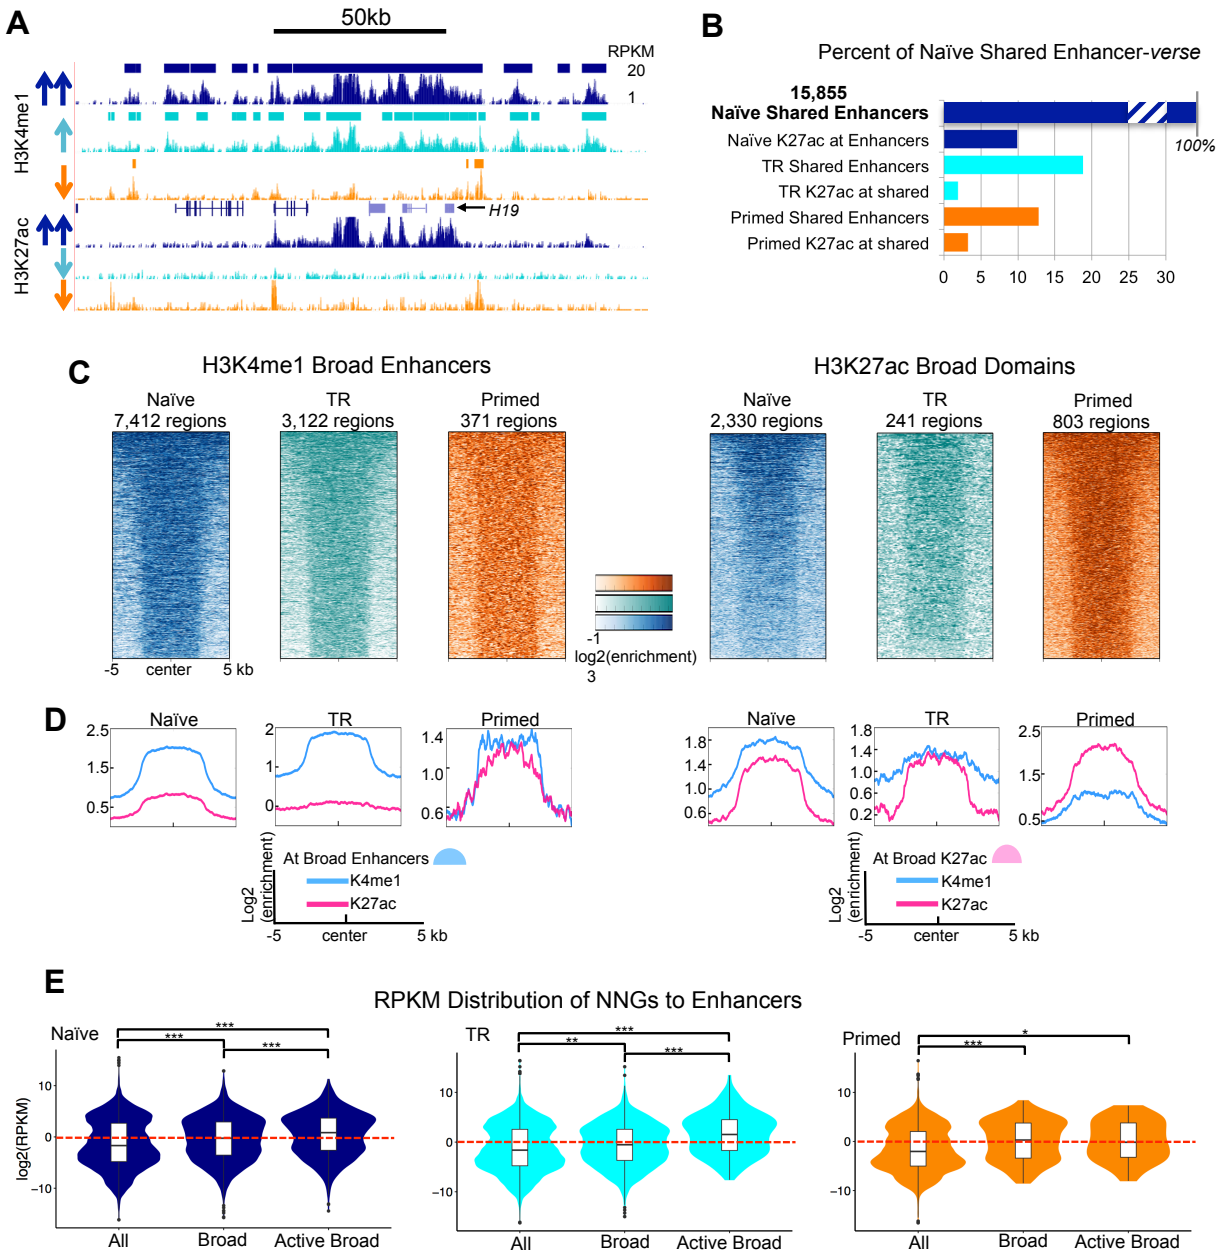 A
50kb
RPKM
20
1
H3K4me1
H19
H3K27ac
B
Percent of Naïve Shared Enhancer-verse
15,855
Naïve Shared Enhancers
Naïve K27ac at Enhancers
TR Shared Enhancers
TR K27ac at shared
Primed Shared Enhancers
Primed K27ac at shared
100%
0 5 10 15 20 25 30
C
H3K4me1 Broad Enhancers
H3K27ac Broad Domains
Naïve TR Primed Naïve TR Primed
7,412 regions 3,122 regions 371 regions 2,330 regions 241 regions 803 regions
-5 center 5 kb
-1
log2(enrichment)
3
D
Naïve TR Primed Naïve TR Primed
2.5
1.5
0.5
2
1
0
1.4
1.0
0.6
1.8
1.4
1.0
0.6
1.8
1.4
1.0
0.6
0.2
2.5
1.5
0.5
At Broad Enhancers
K4me1
K27ac
Log2
(enrichment)
-5 center 5 kb
At Broad K27ac
K4me1
K27ac
Log2
(enrichment)
-5 center 5 kb
E
RPKM Distribution of NNGs to Enhancers
Naïve
***
***
***
log2(RPKM)
10
0
−10
All Broad Active Broad
TR
***
**
***
10
0
−10
All Broad Active Broad
Primed
*
***
10
0
−10
All Broad Active Broad